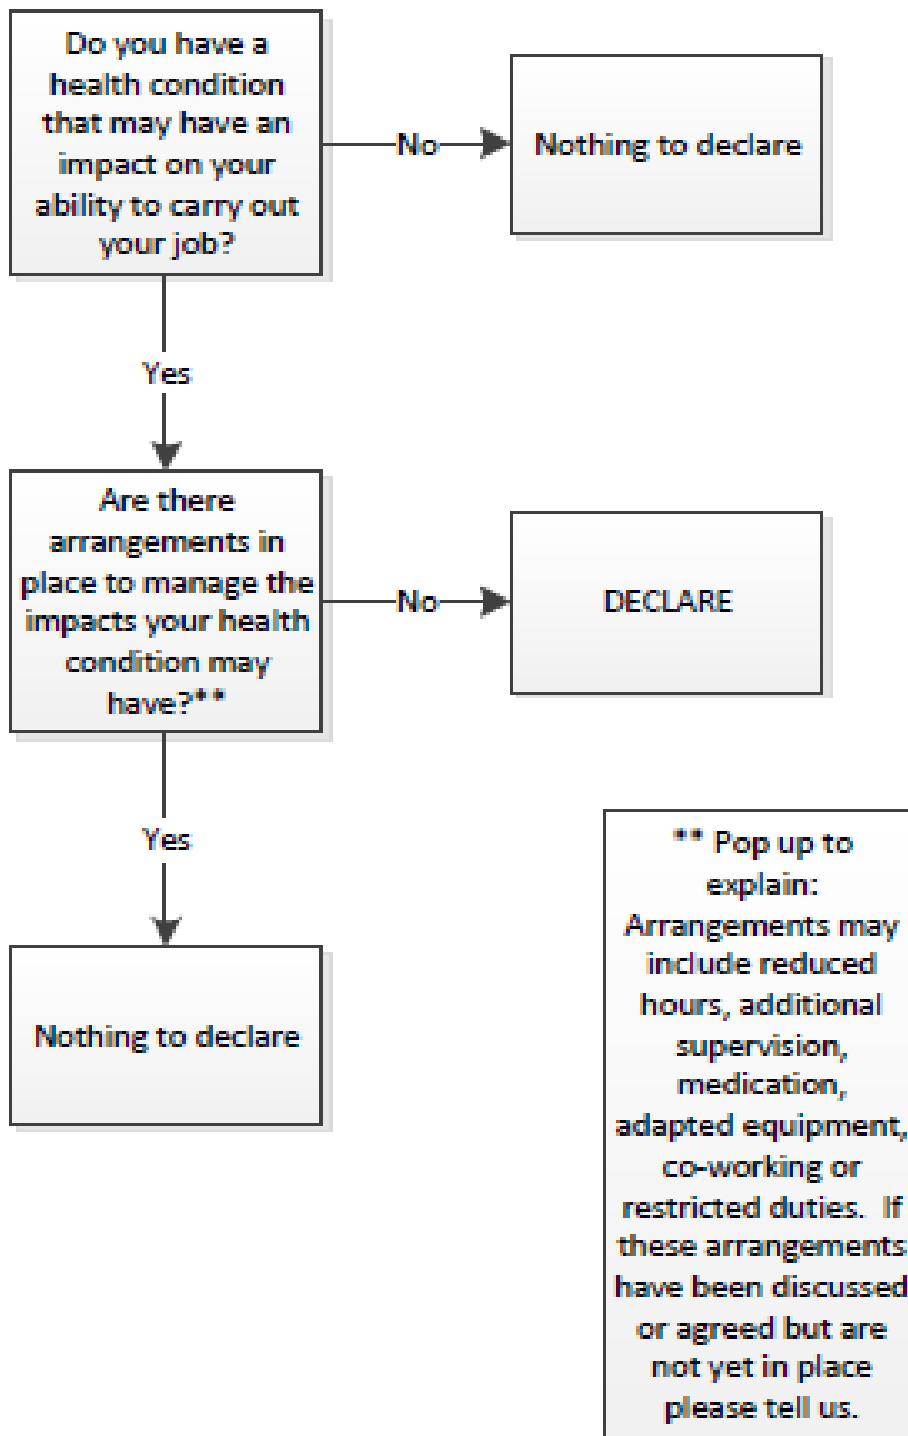 Do you have a
health condition
that may have an
impact on your
ability to carry out
your job?
No
Nothing to declare
Yes
Are there
arrangements in
place to manage the
impacts your health
condition may
have?**
No
DECLARE
Yes
Nothing to declare
** Pop up to
explain:
Arrangements may
include reduced
hours, additional
supervision,
medication,
adapted equipment,
co-working or
restricted duties.  If
these arrangements
have been discussed
or agreed but are
not yet in place
please tell us.